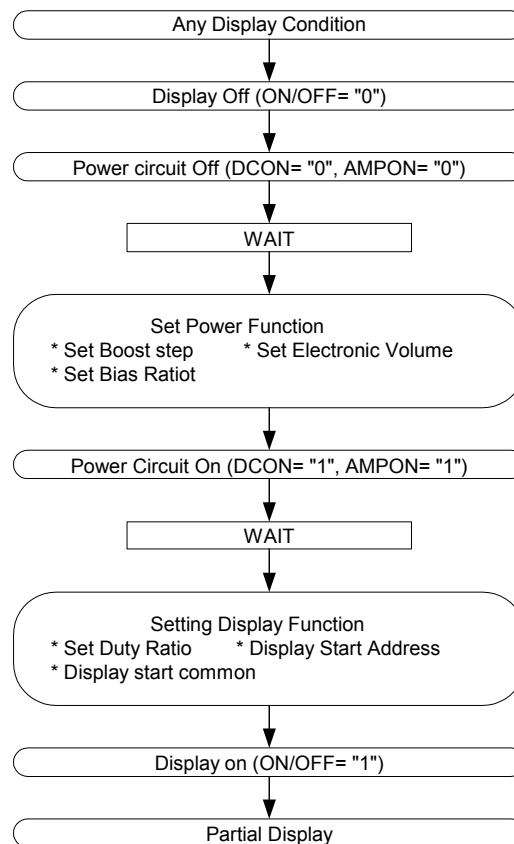 Any Display Condition
Display Off (ON/OFF= "0")
Power circuit Off (DCON= "0", AMPON= "0")
WAIT
Set Power Function
* Set Boost step * Set Electronic Volume
* Set Bias Ratiot
Power Circuit On (DCON= "1", AMPON= "1")
WAIT
Setting Display Function
* Set Duty Ratio * Display Start Address
* Display start common
Display on (ON/OFF= "1")
Partial Display